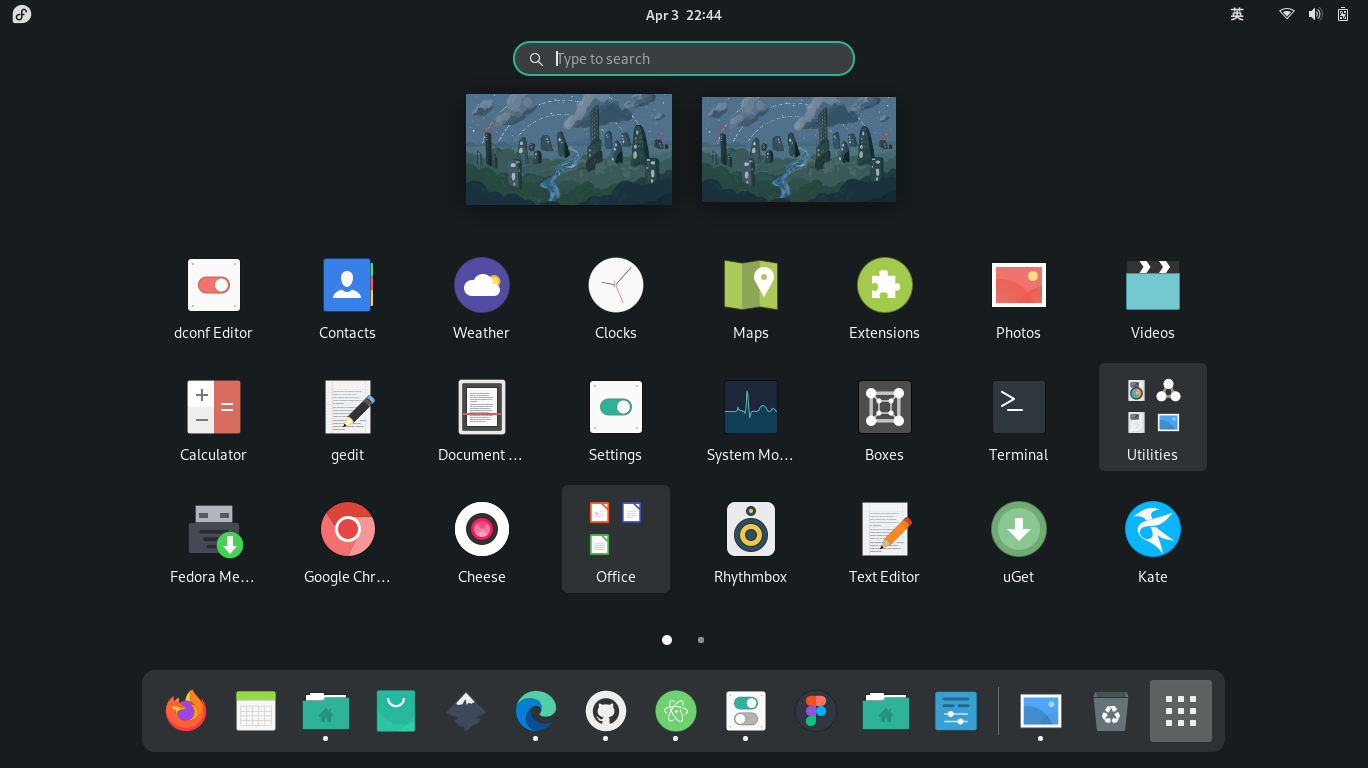 Apr 3 22:44
英
Type to search
dconf Editor
Contacts
Weather
Clocks
Maps
Extensions
Photos
Videos
Calculator
gedit
Document …
Settings
System Mo…
Boxes
Terminal
Utilities
Fedora Me…
Google Chr…
Cheese
Office
Rhythmbox
Text Editor
uGet
Kate